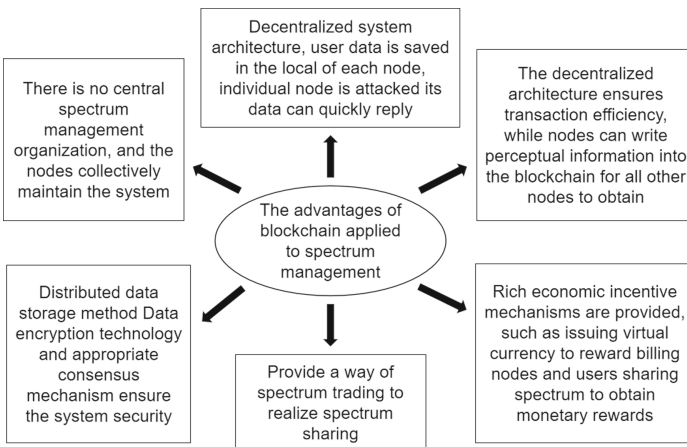 Decentralized system
architecture, user data is saved
in the local of each node,
individual node is attacked its
data can quickly reply
There is no central
spectrum
management
organization, and the
nodes collectively
maintain the system
The decentralized
architecture ensures
transaction efficiency,
while nodes can write
perceptual information into
the blockchain for all other
nodes to obtain
The advantages of
blockchain applied
to spectrum
management
Distributed data
storage method Data
encryption technology
and appropriate
consensus
mechanism ensure
the system security
Provide a way of
spectrum trading to
realize spectrum
sharing
Rich economic incentive
mechanisms are provided,
such as issuing virtual
currency to reward billing
nodes and users sharing
spectrum to obtain
monetary rewards